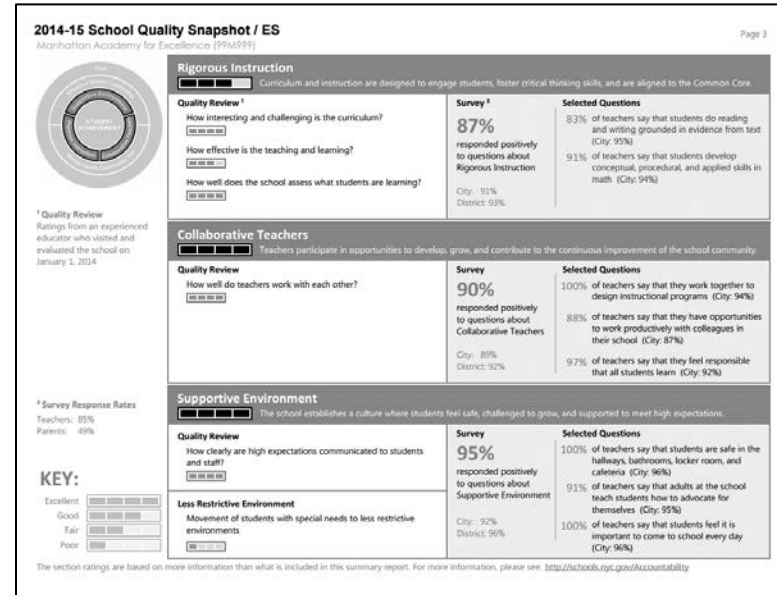 2014-15 School Quality Snapshot / ES
Page 3
Manhattan Academy for Excellence (99M999)
STUDENT
ACHIEVEMENT
¹ Quality Review
Ratings from an experienced
educator who visited and
evaluated the school on
January 1, 2014
² Survey Response Rates
Teachers: 85%
Parents: 49%
KEY:
Excellent
Good
Fair
Poor
Rigorous Instruction
Curriculum and instruction are designed to engage students, foster critical thinking skills, and are aligned to the Common Core.
Quality Review ¹
How interesting and challenging is the curriculum?
How effective is the teaching and learning?
How well does the school assess what students are learning?
Survey ²
87%
responded positively
to questions about
Rigorous Instruction
City: 91%
District: 93%
Selected Questions
83% of teachers say that students do reading
and writing grounded in evidence from text
(City: 95%)
91% of teachers say that students develop
conceptual, procedural, and applied skills in
math (City: 94%)
Collaborative Teachers
Teachers participate in opportunities to develop, grow, and contribute to the continuous improvement of the school community.
Quality Review
How well do teachers work with each other?
Survey
90%
responded positively
to questions about
Collaborative Teachers
City: 89%
District: 92%
Selected Questions
100% of teachers say that they work together to
design instructional programs (City: 94%)
88% of teachers say that they have opportunities
to work productively with colleagues in
their school (City: 87%)
97% of teachers say that they feel responsible
that all students learn (City: 92%)
Supportive Environment
The school establishes a culture where students feel safe, challenged to grow, and supported to meet high expectations.
Quality Review
How clearly are high expectations communicated to students
and staff?
Less Restrictive Environment
Movement of students with special needs to less restrictive
environments
Survey
95%
responded positively
to questions about
Supportive Environment
City: 92%
District: 96%
Selected Questions
100% of teachers say that students are safe in the
hallways, bathrooms, locker room, and
cafeteria (City: 96%)
91% of teachers say that adults at the school
teach students how to advocate for
themselves (City: 95%)
100% of teachers say that students feel it is
important to come to school every day
(City: 96%)
The section ratings are based on more information than what is included in this summary report. For more information, please see: http://schools.nyc.gov/Accountability